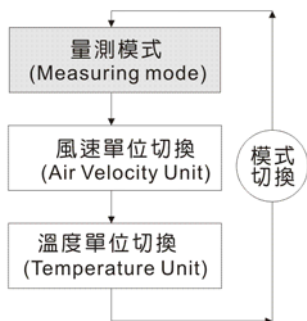 量測模式
(Measuring mode)
風速單位切換
(Air Velocity Unit)
模式
切換
溫度單位切換
(Temperature Unit)